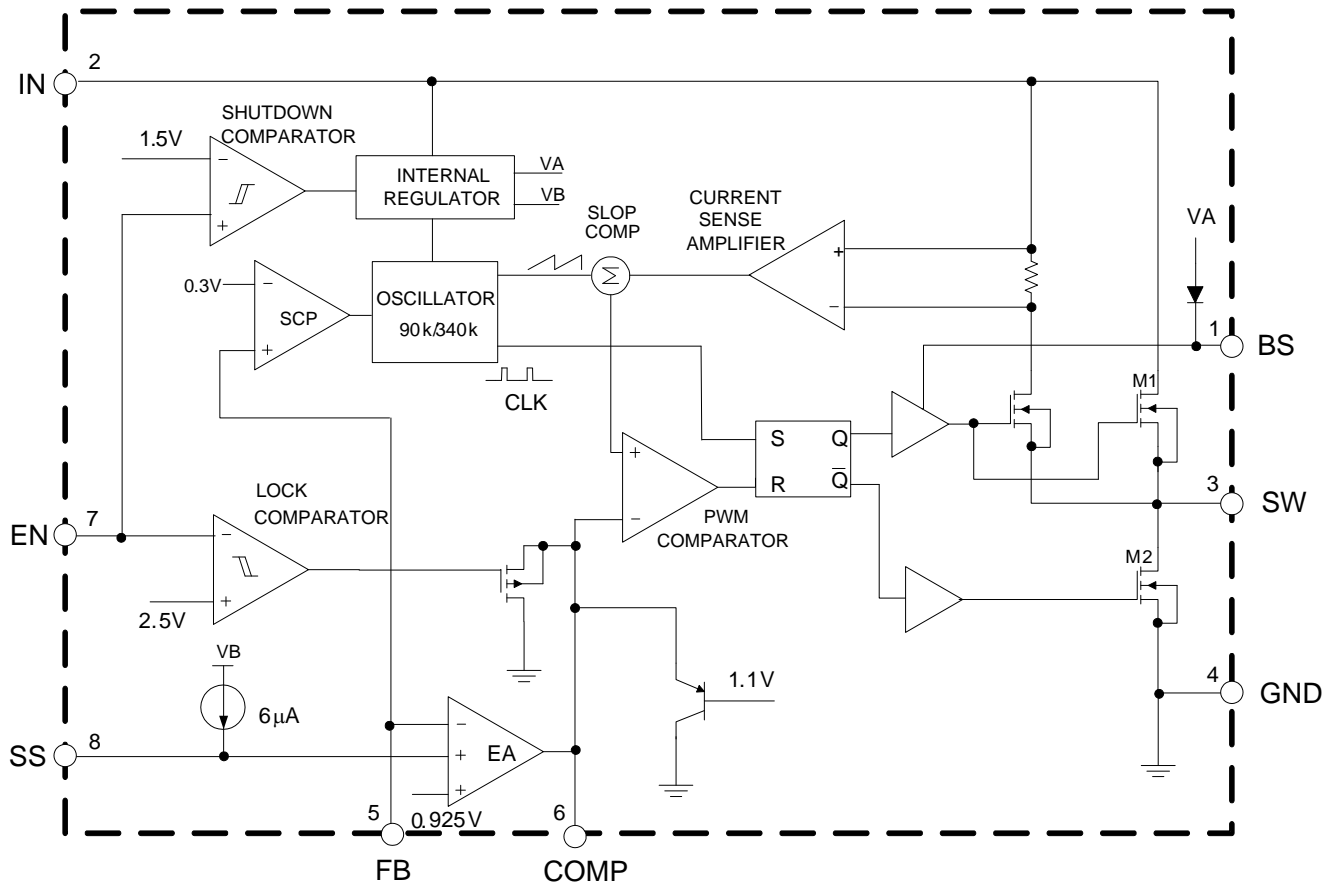 2
IN
SHUTDOWN
COMPARATOR
1.5V
−
+
INTERNAL
REGULATOR
VA
VB
SLOP
COMP
CURRENT
SENSE
AMPLIFIER
+
−
VA
0.3V
−
+
SCP
OSCILLATOR
90k/340k
Σ
1
BS
CLK
M1
S
Q
R
Q̅
+
−
PWM
COMPARATOR
3
SW
LOCK
COMPARATOR
7
EN
−
+
2.5V
M2
VB
6µA
1.1V
4
GND
8
SS
−
+
+
EA
0.925V
5
FB
6
COMP